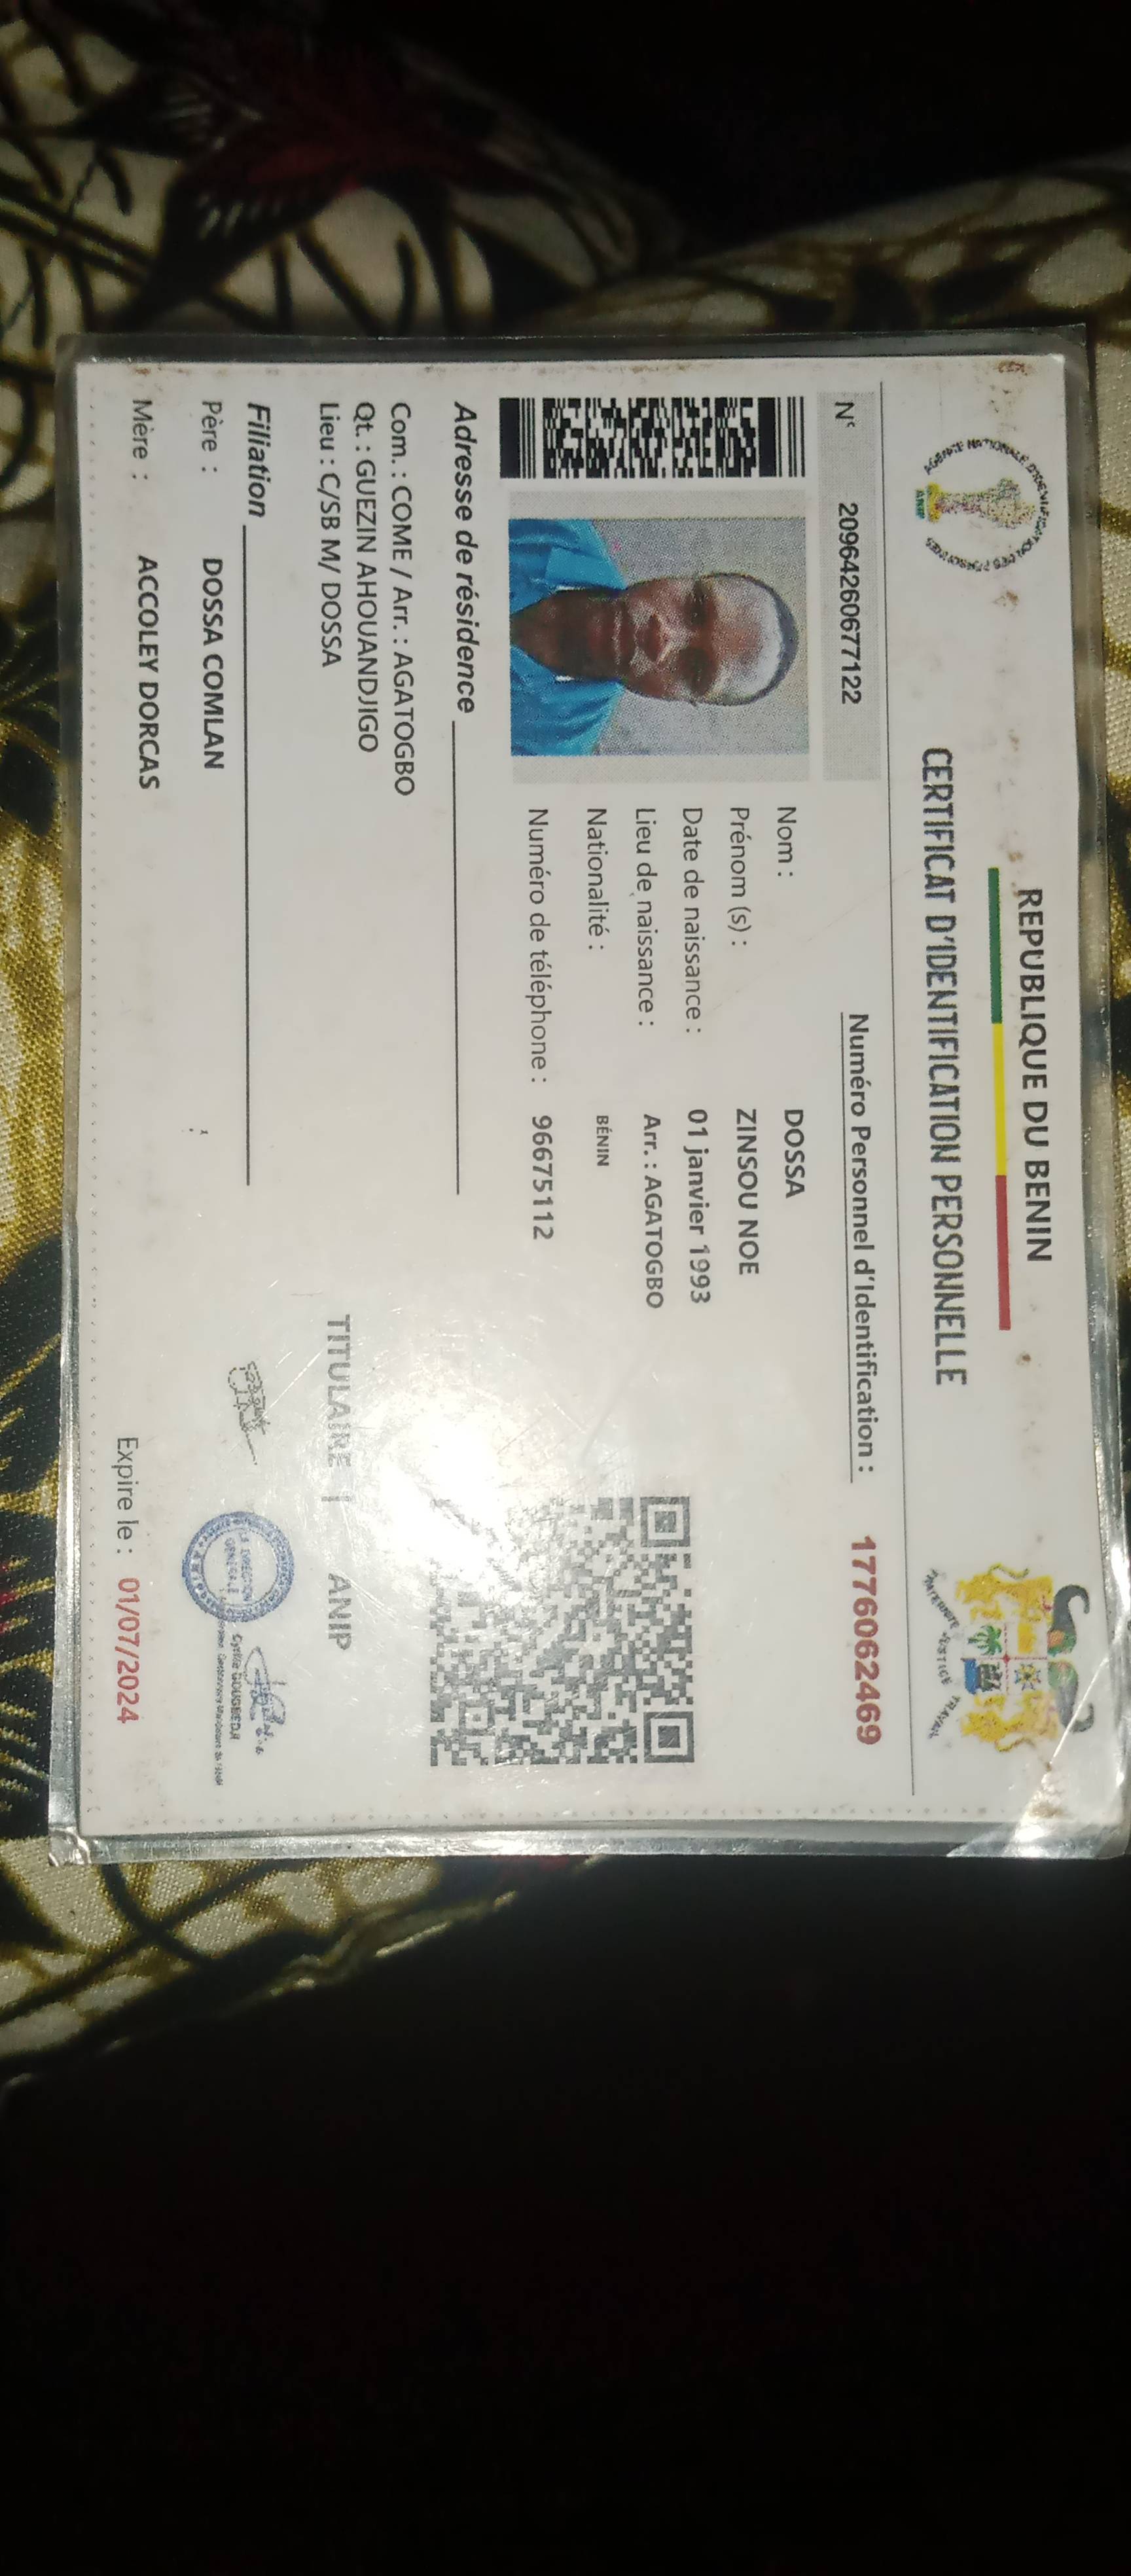 REPUBLIQUE DU BENIN
AGENCE NATIONALE D'IDENTIFICATION DES PERSONNES
ANIP
CERTIFICAT D'IDENTIFICATION PERSONNELLE
FRATERNITE JUSTICE TRAVAIL
N° 20964260677122
Numéro Personnel d'Identification : 1776062469
Nom : DOSSA
Prénom (s) : ZINSOU NOE
Date de naissance : 01 janvier 1993
Lieu de naissance : Arr. : AGATOGBO
Nationalité : BÉNIN
Numéro de téléphone : 96675112
Adresse de résidence
Com. : COME / Arr. : AGATOGBO
Qt. : GUEZIN AHOUANDJIGO
Lieu : C/SB M/ DOSSA
TITULAIRE | ANIP
Filiation
Père : DOSSA COMLAN
Mère : ACCOLEY DORCAS
LA DIRECTION GENERALE
Cyrille GOUGBEDJI
Expire le : 01/07/2024